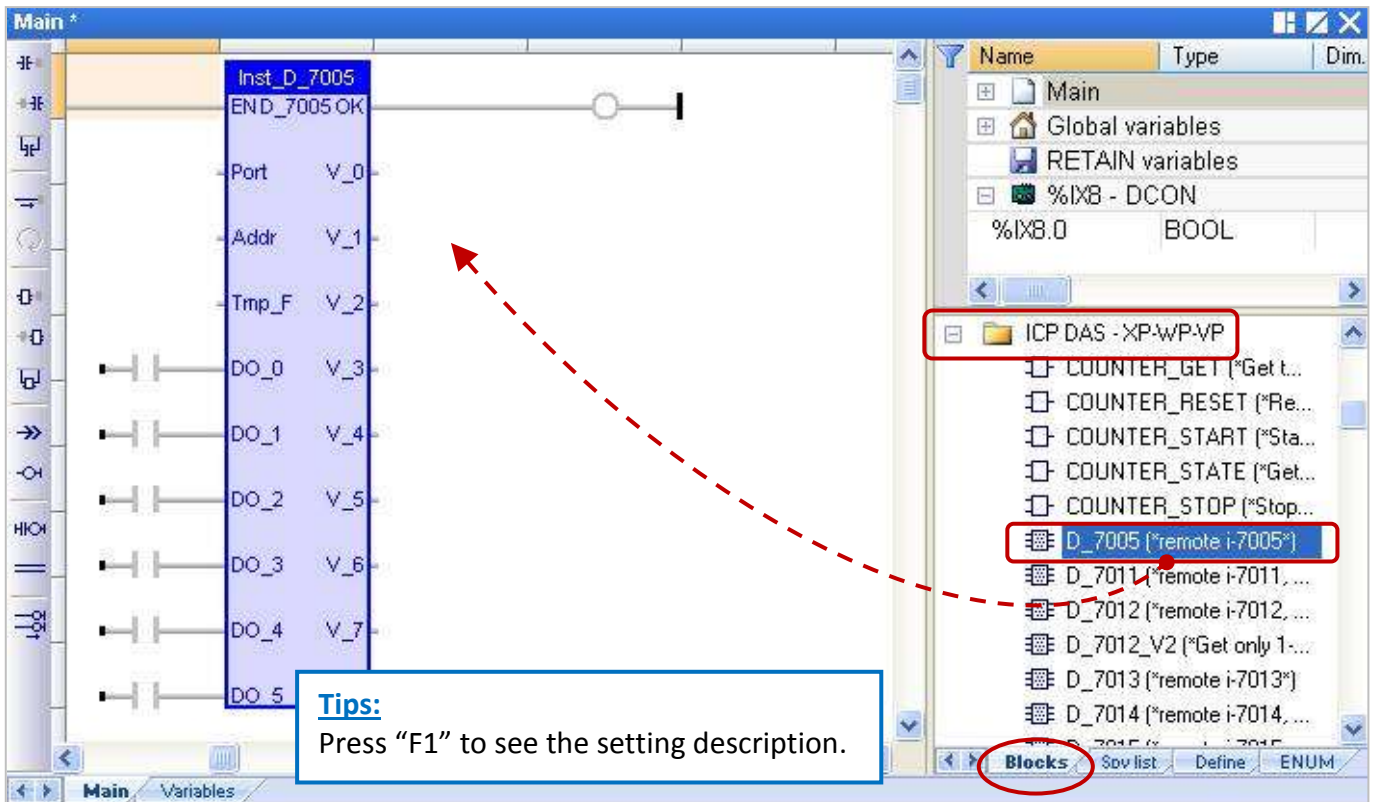 Main *
Inst_D_7005
EN D_7005 OK
Port V_0
Addr V_1
Tmp_F V_2
DO_0 V_3
DO_1 V_4
DO_2 V_5
DO_3 V_6
DO_4 V_7
DO_5
Tips:
Press “F1” to see the setting description.
Main Variables
Name Type Dim.
Main
Global variables
RETAIN variables
%IX8 - DCON
%IX8.0 BOOL
ICP DAS - XP-WP-VP
COUNTER_GET (*Get t...
COUNTER_RESET (*Re...
COUNTER_START (*Sta...
COUNTER_STATE (*Get...
COUNTER_STOP (*Stop...
D_7005 (*remote i-7005*)
D_7011 (*remote i-7011, ...
D_7012 (*remote i-7012, ...
D_7012_V2 (*Get only 1-...
D_7013 (*remote i-7013*)
D_7014 (*remote i-7014, ...
Blocks Spy list Define ENUM